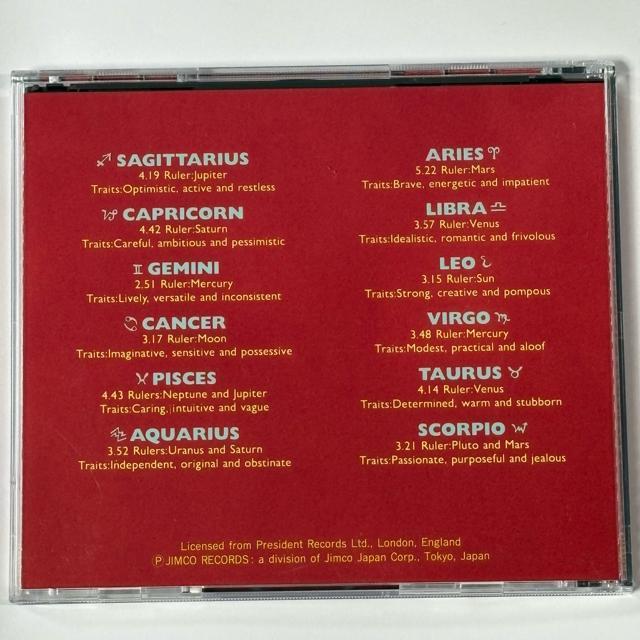 SAGITTARIUS
4.19 Ruler:Jupiter
Traits:Optimistic, active and restless
CAPRICORN
4.42 Ruler:Saturn
Traits:Careful, ambitious and pessimistic
GEMINI
2.51 Ruler:Mercury
Traits:Lively, versatile and inconsistent
CANCER
3.17 Ruler:Moon
Traits:Imaginative, sensitive and possessive
PISCES
4.43 Rulers:Neptune and Jupiter
Traits:Caring, intuitive and vague
AQUARIUS
3.52 Rulers:Uranus and Saturn
Traits:Independent, original and obstinate
ARIES
5.22 Ruler:Mars
Traits:Brave, energetic and impatient
LIBRA
3.57 Ruler:Venus
Traits:Idealistic, romantic and frivolous
LEO
3.15 Ruler:Sun
Traits:Strong, creative and pompous
VIRGO
3.48 Ruler:Mercury
Traits:Modest, practical and aloof
TAURUS
4.14 Ruler:Venus
Traits:Determined, warm and stubborn
SCORPIO
3.21 Ruler:Pluto and Mars
Traits:Passionate, purposeful and jealous
Licensed from President Records Ltd., London, England
Ⓟ JIMCO RECORDS: a division of Jimco Japan Corp., Tokyo, Japan